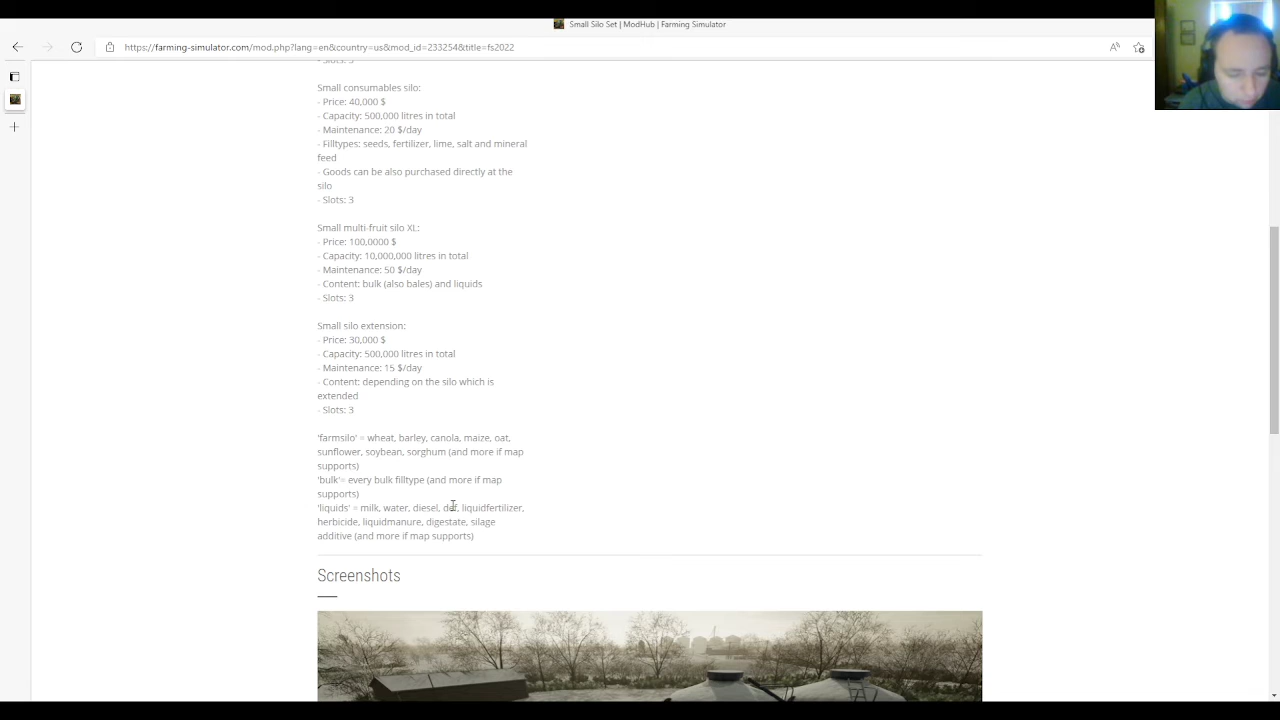 Small Silo Set | ModHub | Farming Simulator
https://farming-simulator.com/mod.php?lang=en&country=us&mod_id=233254&title=fs2022
- Slots: 3
Small consumables silo:
- Price: 40,000 $
- Capacity: 500,000 litres in total
- Maintenance: 20 $/day
- Filltypes: seeds, fertilizer, lime, salt and mineral
feed
- Goods can be also purchased directly at the
silo
- Slots: 3
Small multi-fruit silo XL:
- Price: 100,0000 $
- Capacity: 10,000,000 litres in total
- Maintenance: 50 $/day
- Content: bulk (also bales) and liquids
- Slots: 3
Small silo extension:
- Price: 30,000 $
- Capacity: 500,000 litres in total
- Maintenance: 15 $/day
- Content: depending on the silo which is
extended
- Slots: 3
'farmsilo' = wheat, barley, canola, maize, oat,
sunflower, soybean, sorghum (and more if map
supports)
'bulk'= every bulk filltype (and more if map
supports)
'liquids' = milk, water, diesel, def, liquidfertilizer,
herbicide, liquidmanure, digestate, silage
additive (and more if map supports)
Screenshots